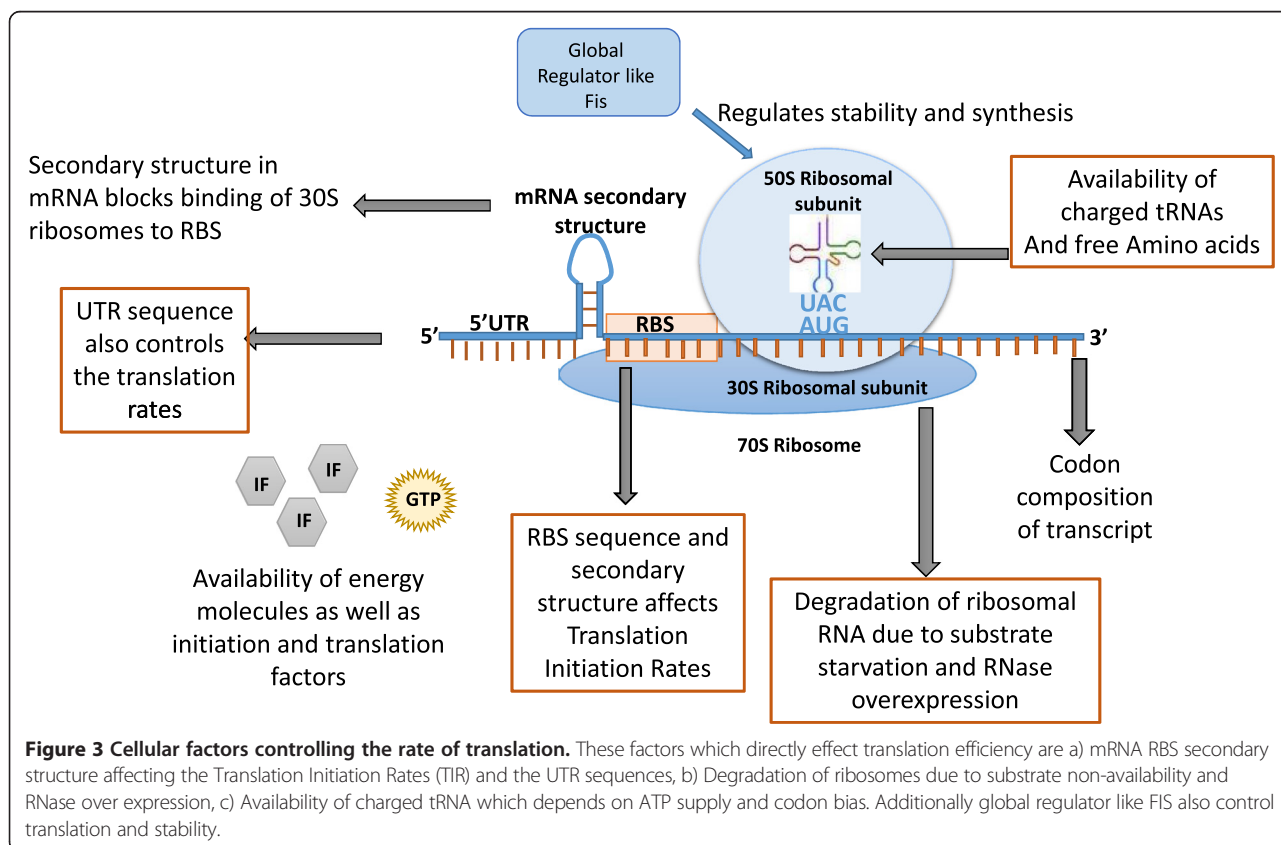 Global
Regulator like
Fis
Regulates stability and synthesis
Secondary structure in
mRNA blocks binding of 30S
ribosomes to RBS
mRNA secondary
structure
50S Ribosomal
subunit
Availability of
charged tRNAs
And free Amino acids
UTR sequence
also controls
the translation
rates
5’
5’UTR
RBS
UAC
AUG
3’
30S Ribosomal subunit
70S Ribosome
IF
IF
IF
GTP
Availability of energy
molecules as well as
initiation and translation
factors
RBS sequence and
secondary
structure affects
Translation
Initiation Rates
Degradation of ribosomal
RNA due to substrate
starvation and RNase
overexpression
Codon
composition
of transcript
Figure 3 Cellular factors controlling the rate of translation. These factors which directly effect translation efficiency are a) mRNA RBS secondary
structure affecting the Translation Initiation Rates (TIR) and the UTR sequences, b) Degradation of ribosomes due to substrate non-availability and
RNase over expression, c) Availability of charged tRNA which depends on ATP supply and codon bias. Additionally global regulator like FIS also control
translation and stability.